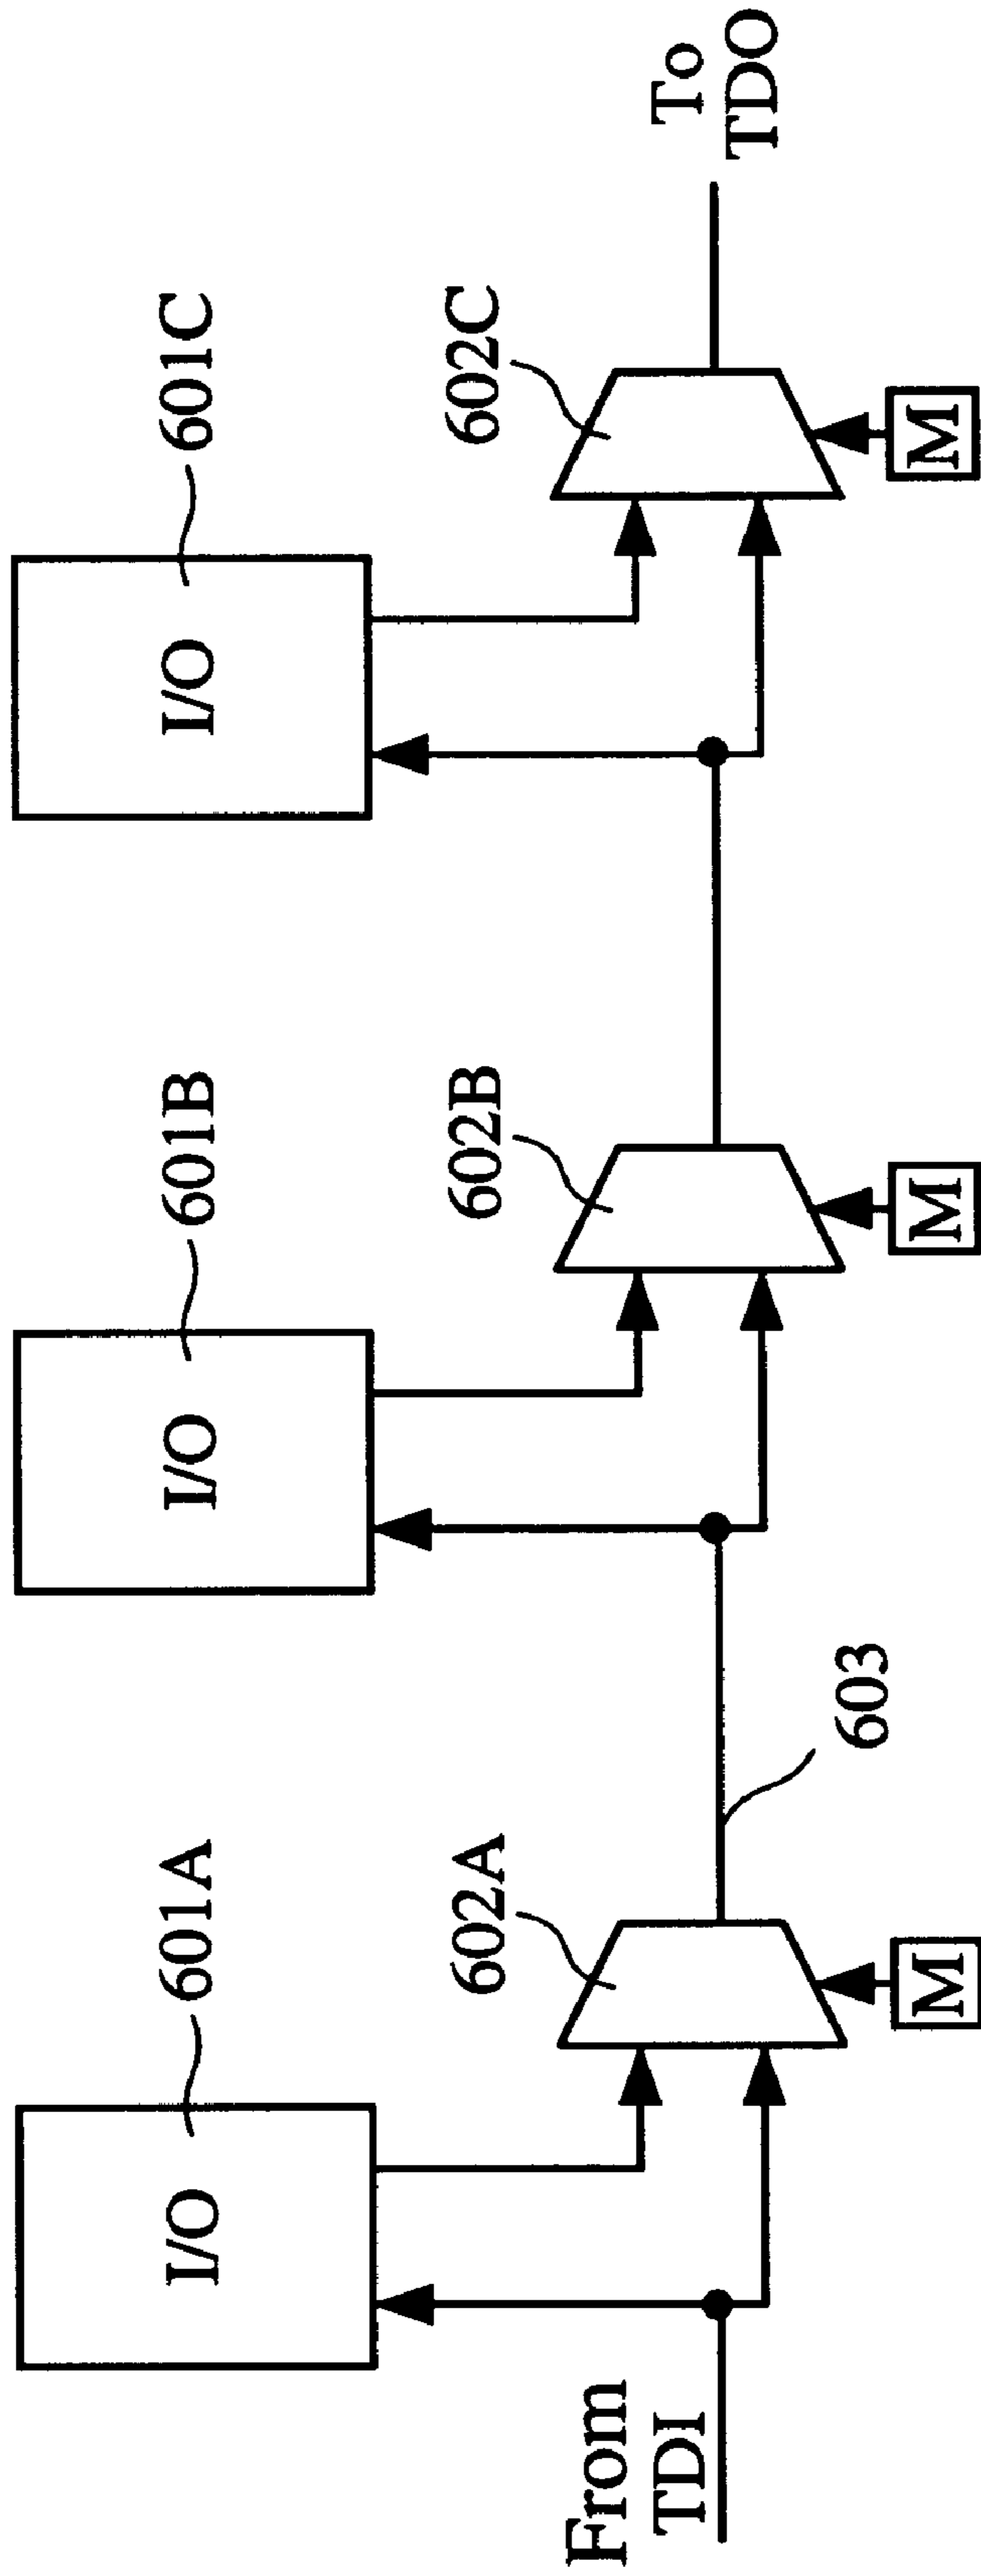 601A
601B
601C
I/O
I/O
I/O
602A
602B
602C
From
TDI
To
TDO
603
M
M
M